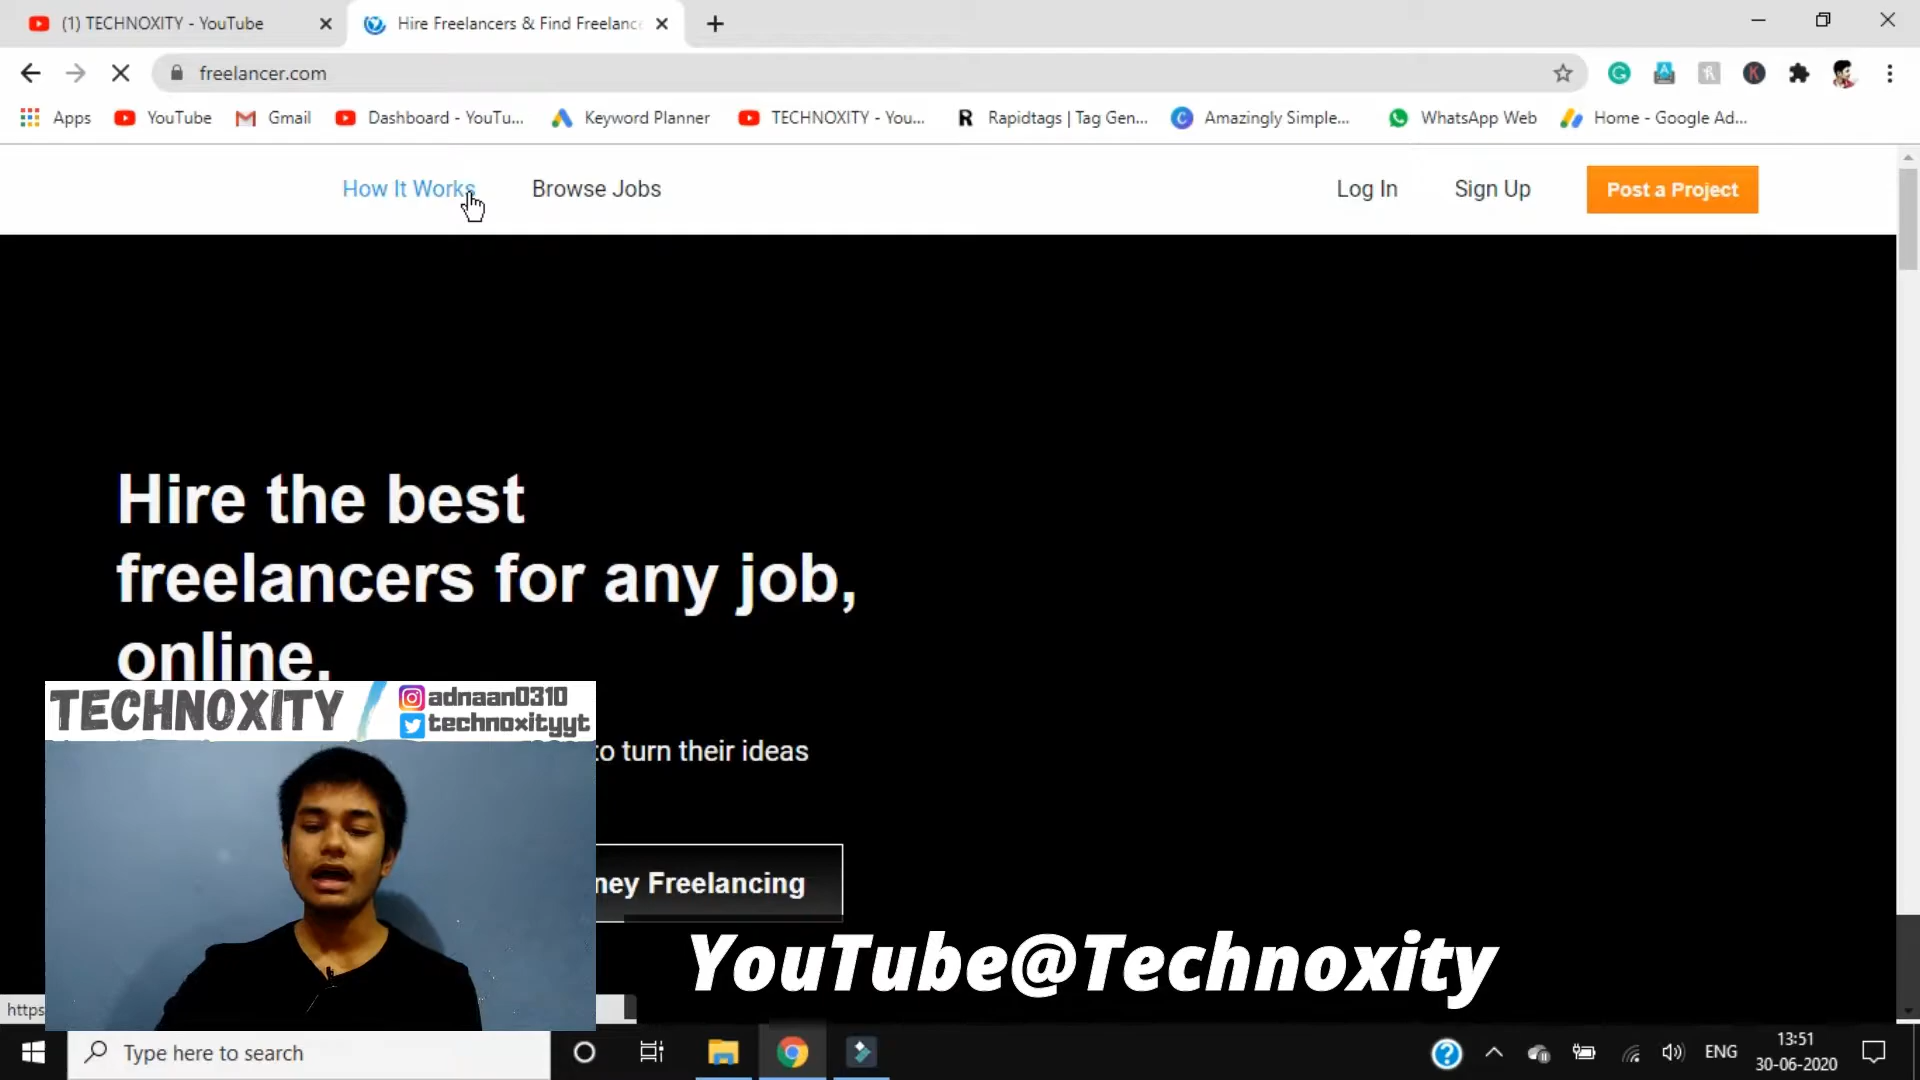 (1) TECHNOXITY - YouTube
Hire Freelancers & Find Freelanc
freelancer.com
Apps
YouTube
Gmail
Dashboard - YouTu...
Keyword Planner
TECHNOXITY - You...
Rapidtags | Tag Gen...
Amazingly Simple...
WhatsApp Web
Home - Google Ad...
How It Works
Browse Jobs
Log In
Sign Up
Post a Project
Hire the best
freelancers for any job,
online.
TECHNOXITY
adnaan0310
technoxityyt
to turn their ideas
ney Freelancing
YouTube@Technoxity
https
Type here to search
ENG
13:51
30-06-2020